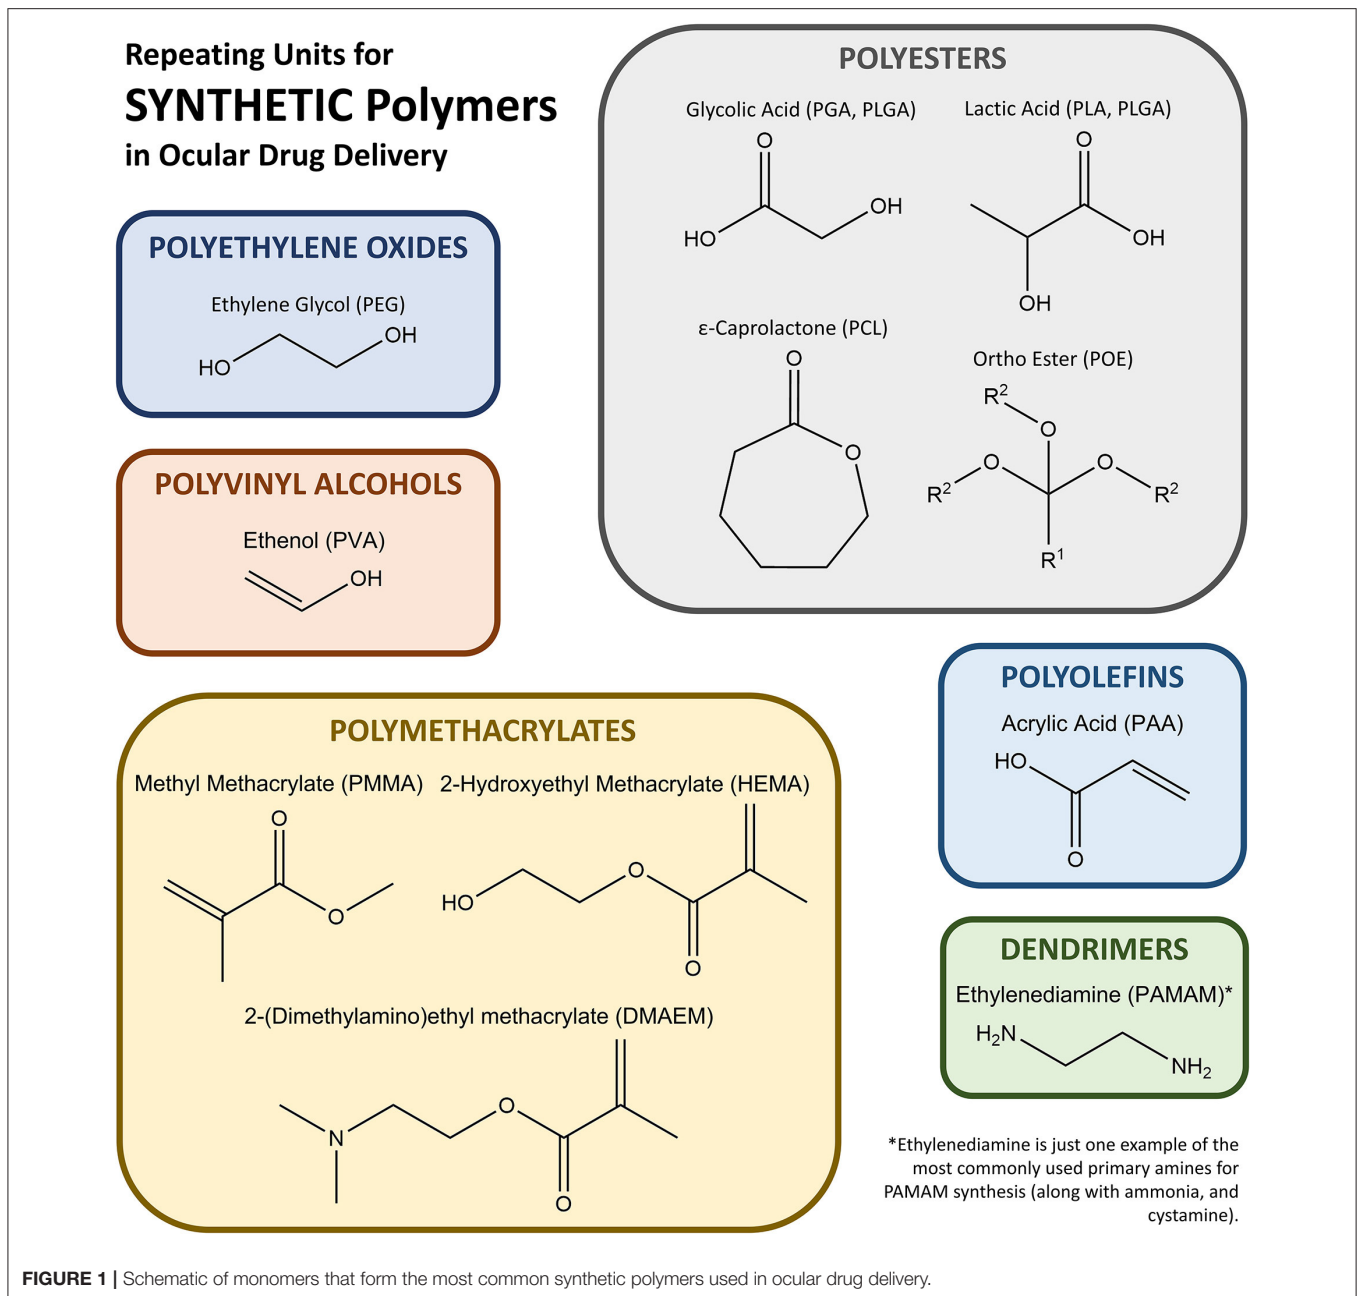 Repeating Units for
SYNTHETIC Polymers
in Ocular Drug Delivery
POLYETHYLENE OXIDES
Ethylene Glycol (PEG)
HO
OH
POLYVINYL ALCOHOLS
Ethenol (PVA)
OH
POLYESTERS
Glycolic Acid (PGA, PLGA)
O
OH
HO
Lactic Acid (PLA, PLGA)
O
OH
OH
ε-Caprolactone (PCL)
O
O
Ortho Ester (POE)
R²
O
O
O
R²
R²
R¹
POLYMETHACRYLATES
Methyl Methacrylate (PMMA)
O
O
2-Hydroxyethyl Methacrylate (HEMA)
O
HO
O
2-(Dimethylamino)ethyl methacrylate (DMAEM)
O
N
O
POLYOLEFINS
Acrylic Acid (PAA)
HO
O
DENDRIMERS
Ethylenediamine (PAMAM)*
H₂N
NH₂
*Ethylenediamine is just one example of the
most commonly used primary amines for
PAMAM synthesis (along with ammonia, and
cystamine).
FIGURE 1 | Schematic of monomers that form the most common synthetic polymers used in ocular drug delivery.